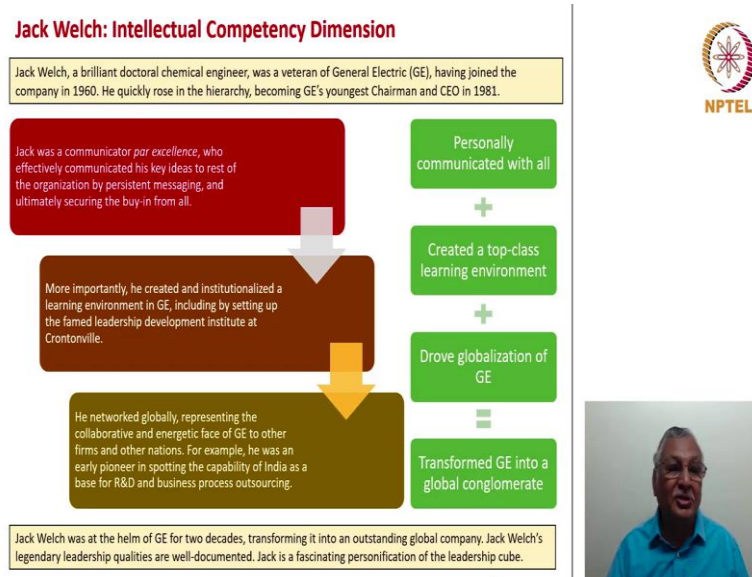 Jack Welch: Intellectual Competency Dimension
Jack Welch, a brilliant doctoral chemical engineer, was a veteran of General Electric (GE), having joined the
company in 1960. He quickly rose in the hierarchy, becoming GE's youngest Chairman and CEO in 1981.
Jack was a communicator par excellence, who
effectively communicated his key ideas to rest of
the organization by persistent messaging, and
ultimately securing the buy-in from all.
More importantly, he created and institutionalized a
learning environment in GE, including by setting up
the famed leadership development institute at
Crontonville.
He networked globally, representing the
collaborative and energetic face of GE to other
firms and other nations. For example, he was an
early pioneer in spotting the capability of India as a
base for R&D and business process outsourcing.
Personally
communicated with all
+
Created a top-class
learning environment
+
Drove globalization of
GE
=
Transformed GE into a
global conglomerate
Jack Welch was at the helm of GE for two decades, transforming it into an outstanding global company. Jack Welch's
legendary leadership qualities are well-documented. Jack is a fascinating personification of the leadership cube.
NPTEL